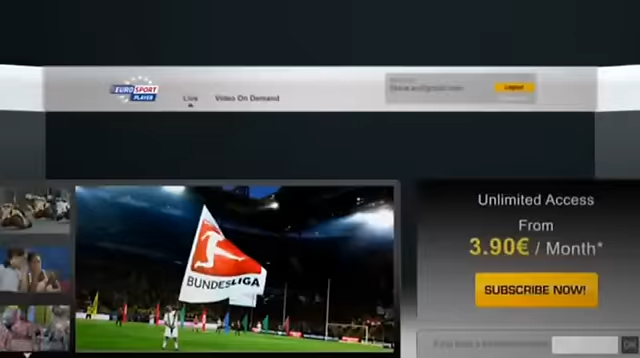 EUROSPORT
PLAYER
Live
Video On Demand
Logout
BUNDESLIGA
Unlimited Access
From
3.90€ / Month*
SUBSCRIBE NOW!